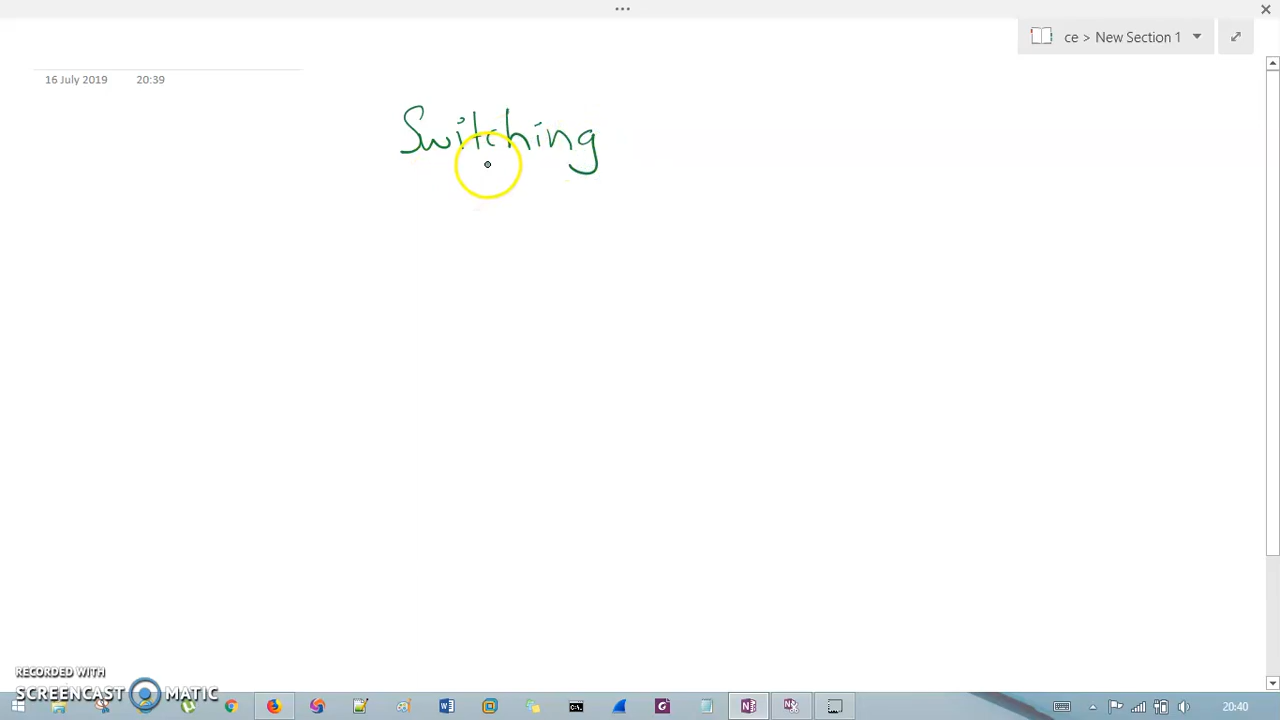 ce > New Section 1
16 July 2019 20:39
Switching
RECORDED WITH
SCREENCAST MATIC
20:40